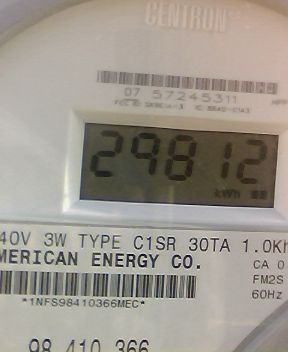 CENTRON
07 57245311
29812
kWh
40V 3W TYPE C1SR 30TA 1.0Kh
MERICAN ENERGY CO.
CA 0
FM2S
60Hz
*1NFS98410366MEC*
98 410 366